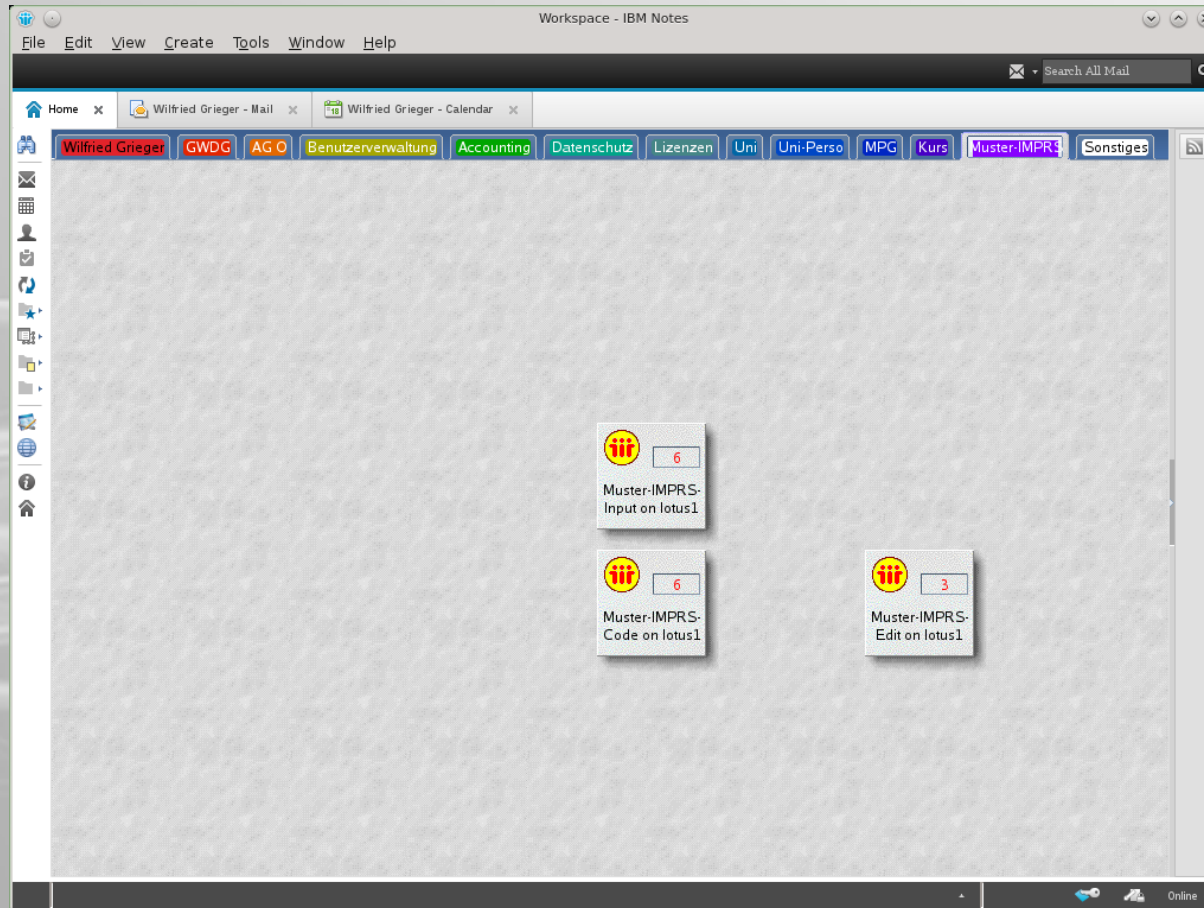 Workspace - IBM Notes
File Edit View Create Tools Window Help
Search All Mail
Home Wilfried Grieger - Mail Wilfried Grieger - Calendar
Wilfried Grieger GWDG AG O Benutzerverwaltung Accounting Datenschutz Lizenzen Uni Uni-Perso MPG Kurs Muster-IMPRS Sonstiges
6
Muster-IMPRS-
Input on lotus1
6
Muster-IMPRS-
Code on lotus1
3
Muster-IMPRS-
Edit on lotus1
Online